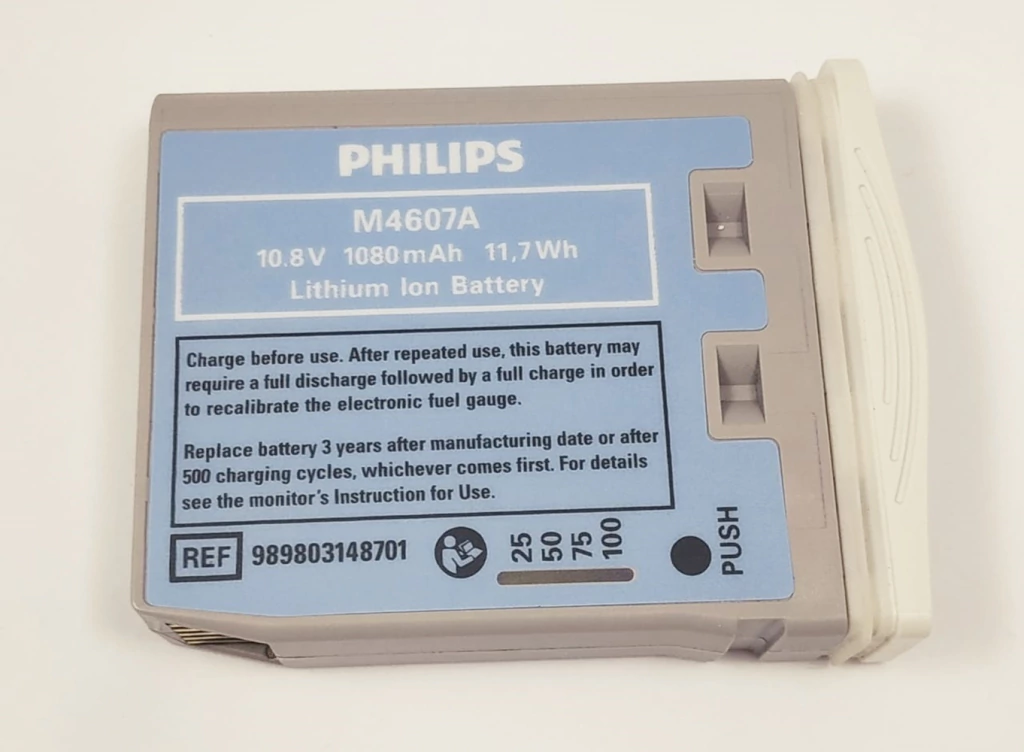 PHILIPS
M4607A
10.8V 1080mAh 11,7Wh
Lithium Ion Battery
Charge before use. After repeated use, this battery may
require a full discharge followed by a full charge in order
to recalibrate the electronic fuel gauge.
Replace battery 3 years after manufacturing date or after
500 charging cycles, whichever comes first. For details
see the monitor's Instruction for Use.
REF 989803148701
25
50
75
100
PUSH